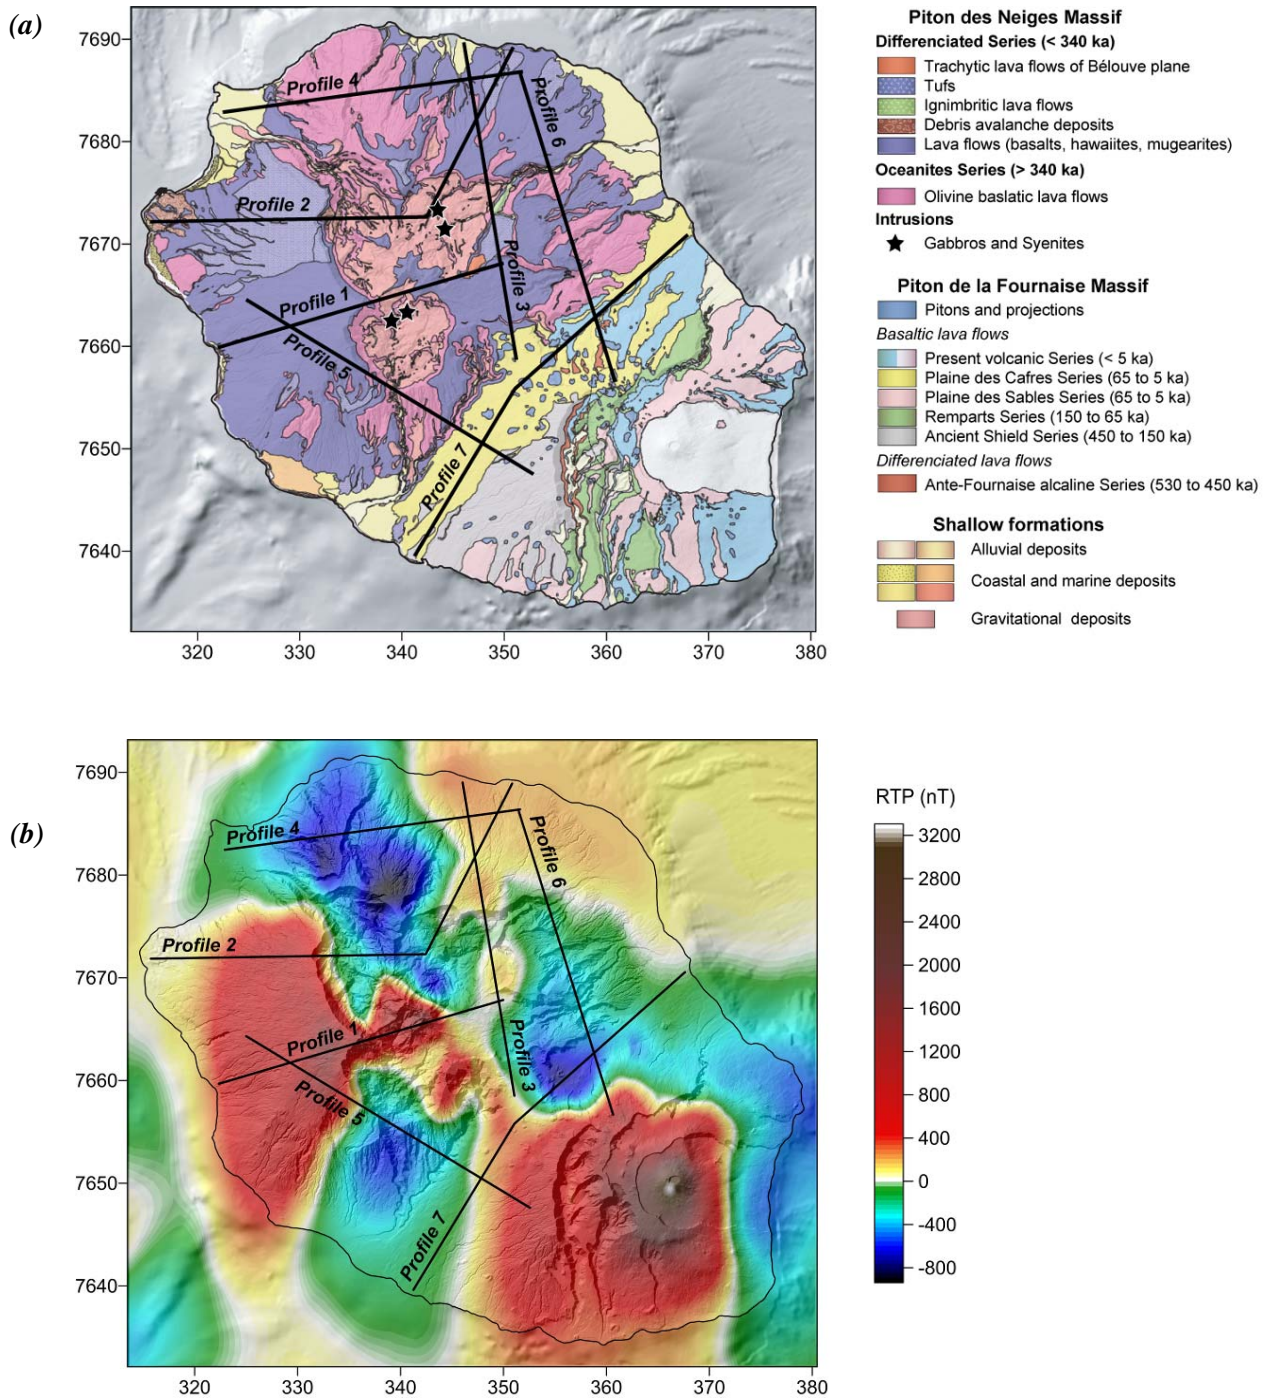 (a)
7690
7680
7670
7660
7650
7640
320
330
340
350
360
370
380
Profile 4
Profile 6
Profile 2
Profile 3
Profile 1
Profile 5
Profile 7
Piton des Neiges Massif
Differenciated Series (< 340 ka)
Trachytic lava flows of Bélouve plane
Tufs
Ignimbritic lava flows
Debris avalanche deposits
Lava flows (basalts, hawaiites, mugearites)
Oceanites Series (> 340 ka)
Olivine baslatic lava flows
Intrusions
Gabbros and Syenites
Piton de la Fournaise Massif
Pitons and projections
Basaltic lava flows
Present volcanic Series (< 5 ka)
Plaine des Cafres Series (65 to 5 ka)
Plaine des Sables Series (65 to 5 ka)
Remparts Series (150 to 65 ka)
Ancient Shield Series (450 to 150 ka)
Differenciated lava flows
Ante-Fournaise alcaline Series (530 to 450 ka)
Shallow formations
Alluvial deposits
Coastal and marine deposits
Gravitational deposits
(b)
7690
7680
7670
7660
7650
7640
320
330
340
350
360
370
380
Profile 4
Profile 6
Profile 2
Profile 1
Profile 3
Profile 5
Profile 7
RTP (nT)
3200
2800
2400
2000
1600
1200
800
400
0
-400
-800